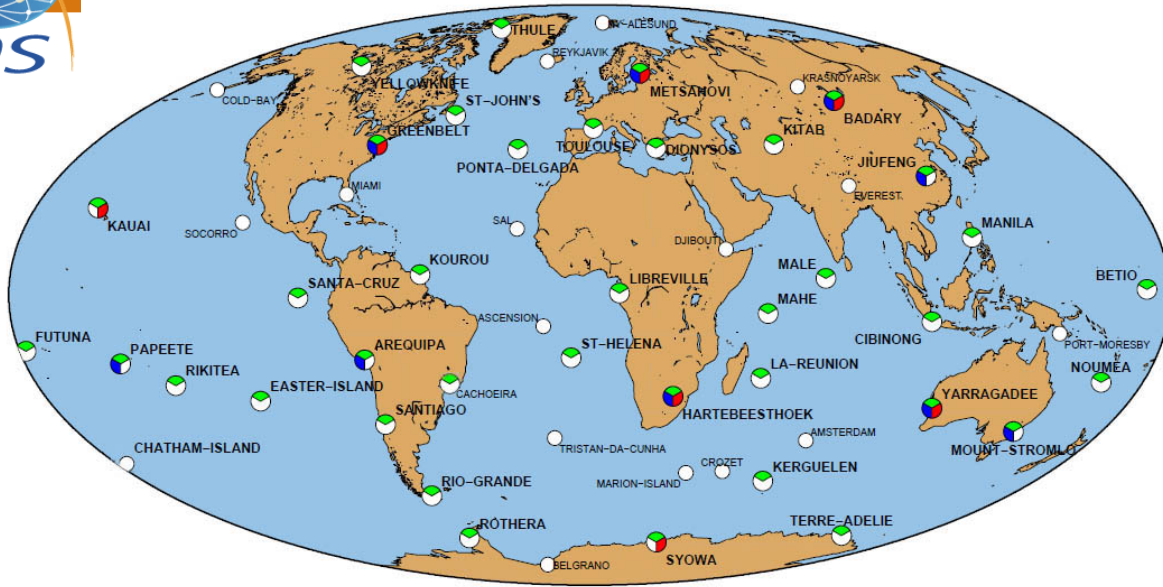 DS
THULE
NY-ALESUND
REYKJAVIK
YELLOWKNIFE
COLD-BAY
ST-JOHN'S
METSAHOVI
KRASNOYARSK
BADARY
GREENBELT
TOULOUSE
DIONYSOS
KITAB
PONTA-DELGADA
JIUFENG
MIAMI
EVEREST
KAUAI
SOCORRO
SAL
DJIBOUTI
MANILA
KOUROU
LIBREVILLE
MALE
BETIO
SANTA-CRUZ
MAHE
ASCENSION
CIBINONG
PORT-MORESBY
FUTUNA
PAPEETE
AREQUIPA
ST-HELENA
LA-REUNION
NOUMEA
RIKITEA
EASTER-ISLAND
CACHOEIRA
YARRAGADEE
SANTIAGO
HARTEBEESTHOEK
CHATHAM-ISLAND
TRISTAN-DA-CUNHA
AMSTERDAM
MOUNT-STROMLO
CROZET
KERGUELEN
MARION-ISLAND
RIO-GRANDE
ROTHERA
TERRE-ADELIE
SYOWA
BELGRANO